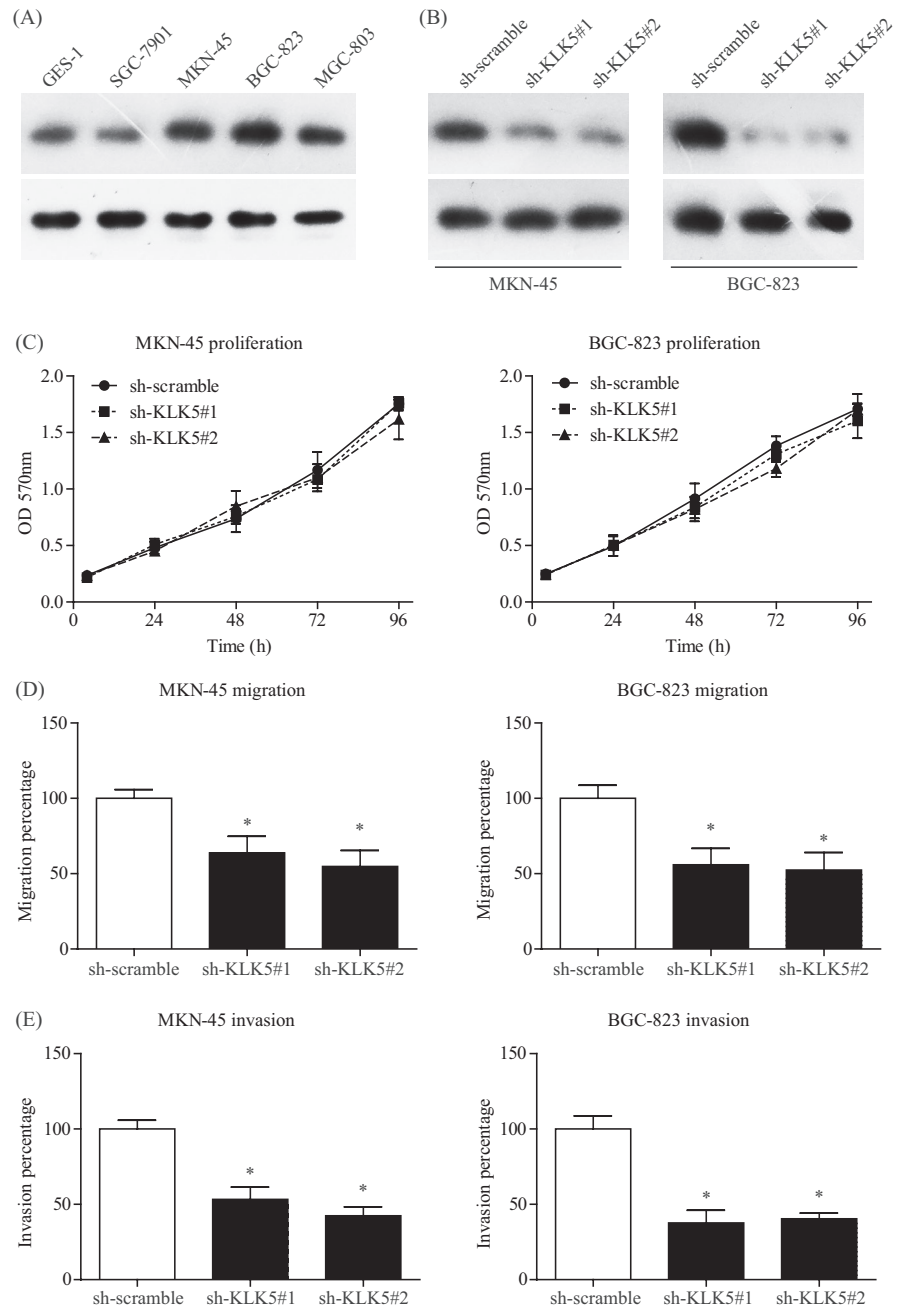 (A)
GES-1 SGC-7901 MKN-45 BGC-823 MGC-803
(B)
sh-scramble sh-KLK5#1 sh-KLK5#2
sh-scramble sh-KLK5#1 sh-KLK5#2
MKN-45
BGC-823
(C)
MKN-45 proliferation
sh-scramble
sh-KLK5#1
sh-KLK5#2
OD 570nm
2.0
1.5
1.0
0.5
0.0
0 24 48 72 96
Time (h)
BGC-823 proliferation
sh-scramble
sh-KLK5#1
sh-KLK5#2
OD 570nm
2.0
1.5
1.0
0.5
0.0
0 24 48 72 96
Time (h)
(D)
MKN-45 migration
Migration percentage
150
100
50
0
* *
sh-scramble sh-KLK5#1 sh-KLK5#2
BGC-823 migration
Migration percentage
150
100
50
0
* *
sh-scramble sh-KLK5#1 sh-KLK5#2
(E)
MKN-45 invasion
Invasion percentage
150
100
50
0
* *
sh-scramble sh-KLK5#1 sh-KLK5#2
BGC-823 invasion
Invasion percentage
150
100
50
0
* *
sh-scramble sh-KLK5#1 sh-KLK5#2